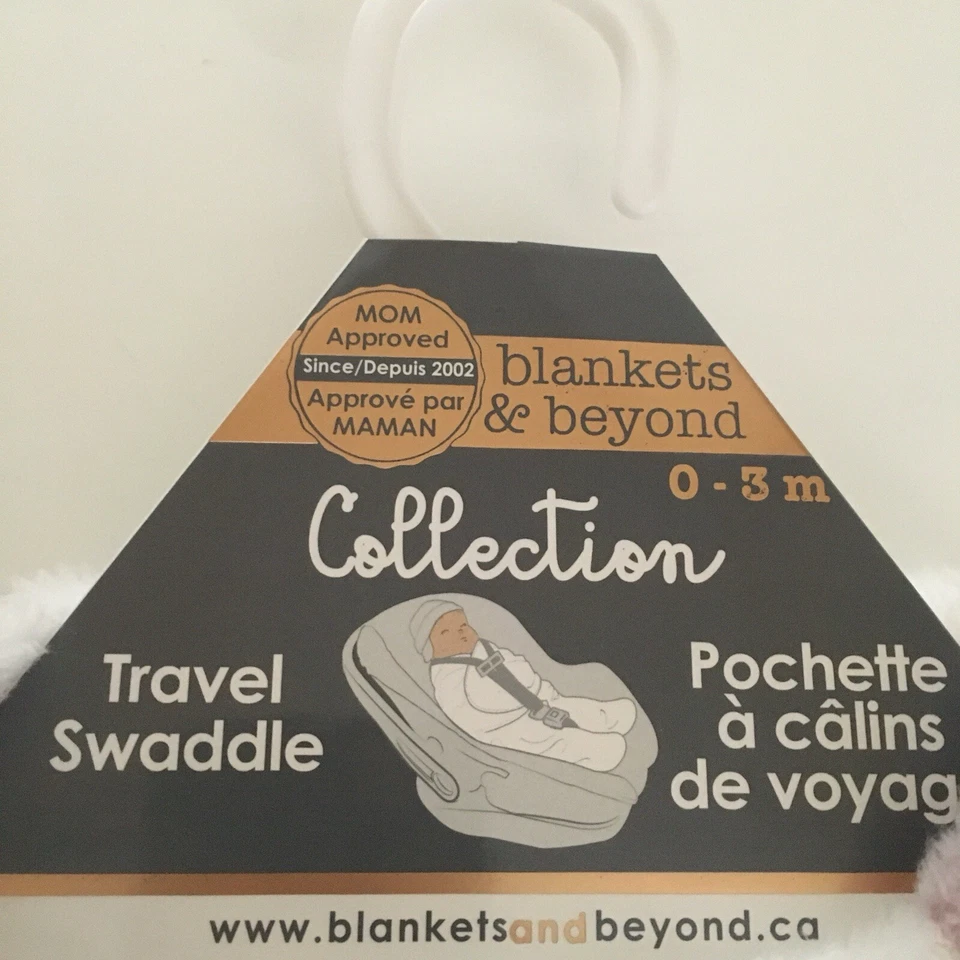 MOM
Approved
Since/Depuis 2002
Approuvé par
MAMAN
blankets
& beyond
0 - 3 m
Collection
Travel
Swaddle
Pochette
à câlins
de voyag
www.blanketsandbeyond.ca